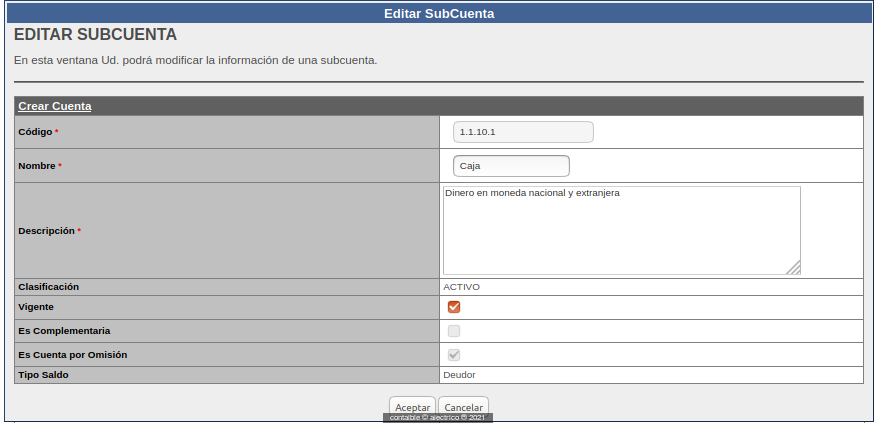 Editar SubCuenta
EDITAR SUBCUENTA
En esta ventana Ud. podrá modificar la información de una subcuenta.
Crear Cuenta
Código *
1.1.10.1
Nombre *
Caja
Descripción *
Dinero en moneda nacional y extranjera
Clasificación
ACTIVO
Vigente
Es Complementaria
Es Cuenta por Omisión
Tipo Saldo
Deudor
Aceptar
Cancelar
contaible © alectrico ® 2021